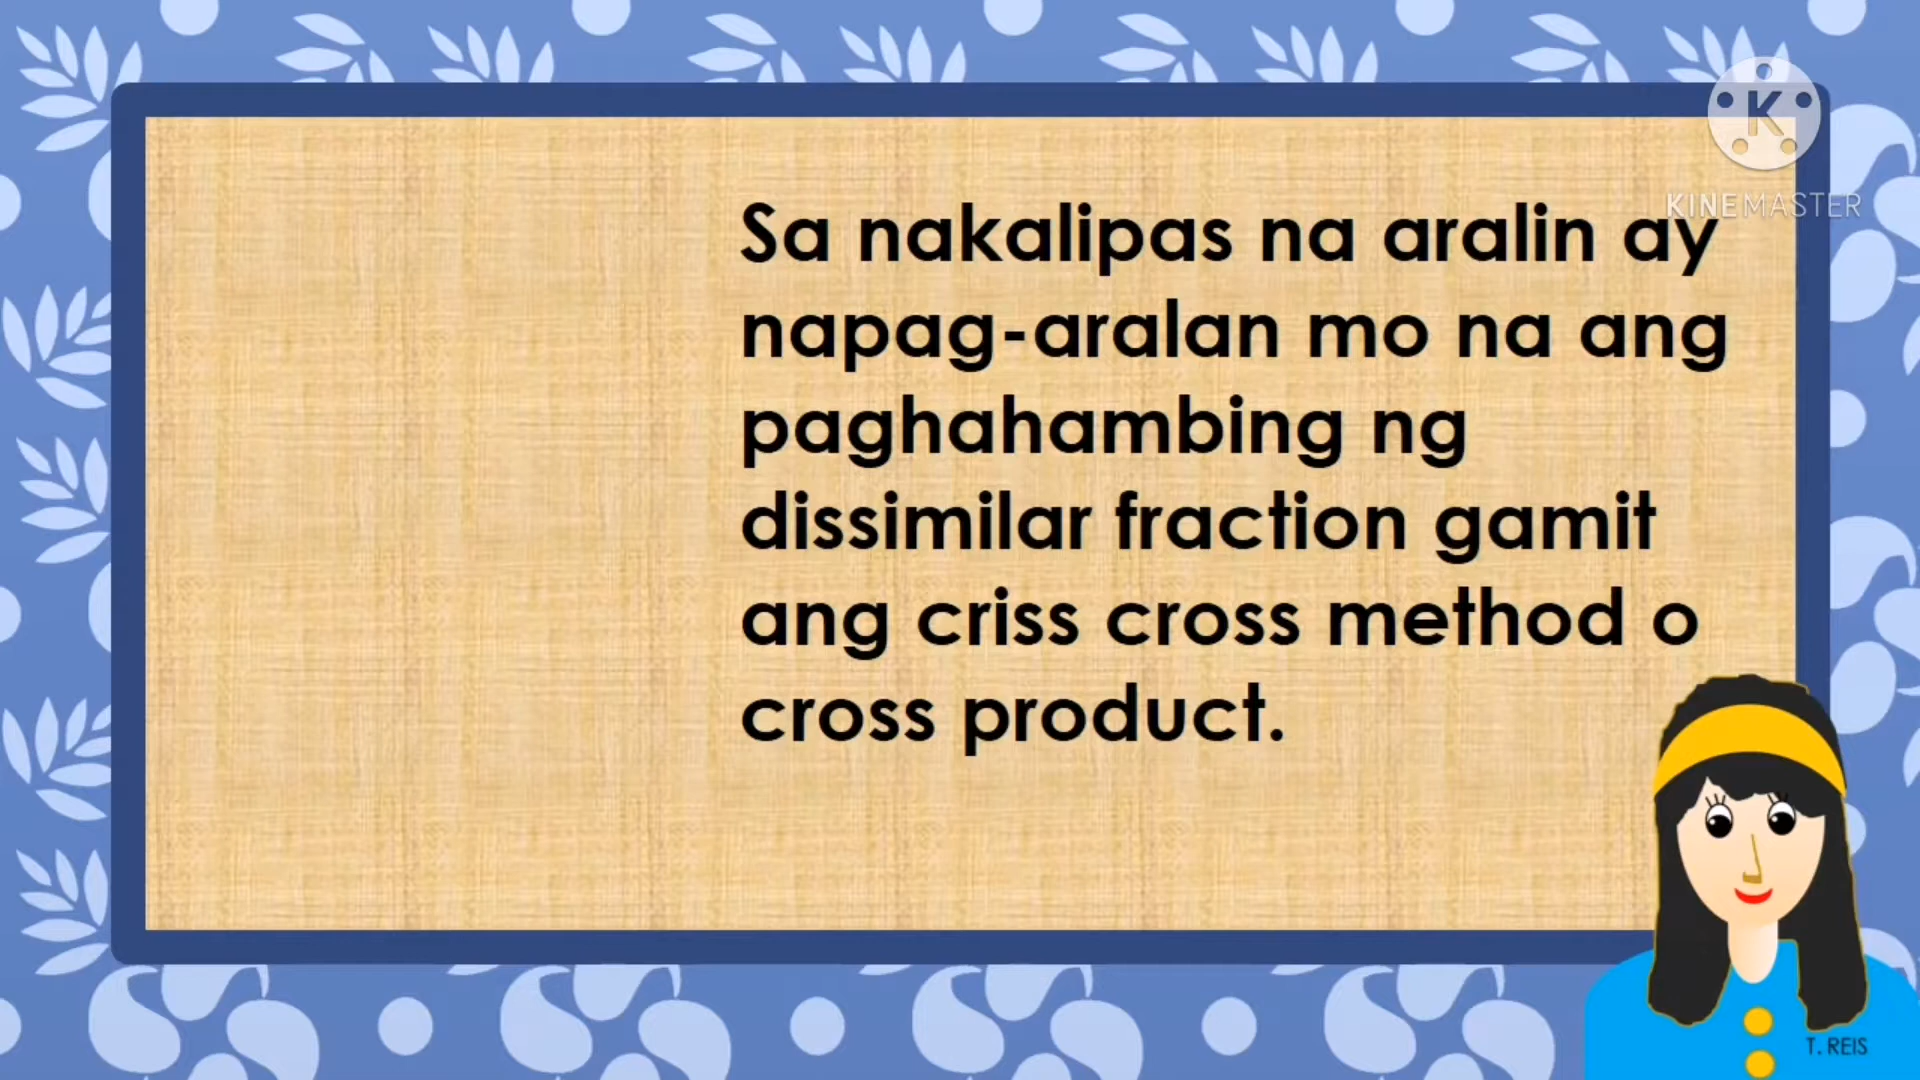 KINEMASTER
Sa nakalipas na aralin ay
napag-aralan mo na ang
paghahambing ng
dissimilar fraction gamit
ang criss cross method o
cross product.
T. REIS